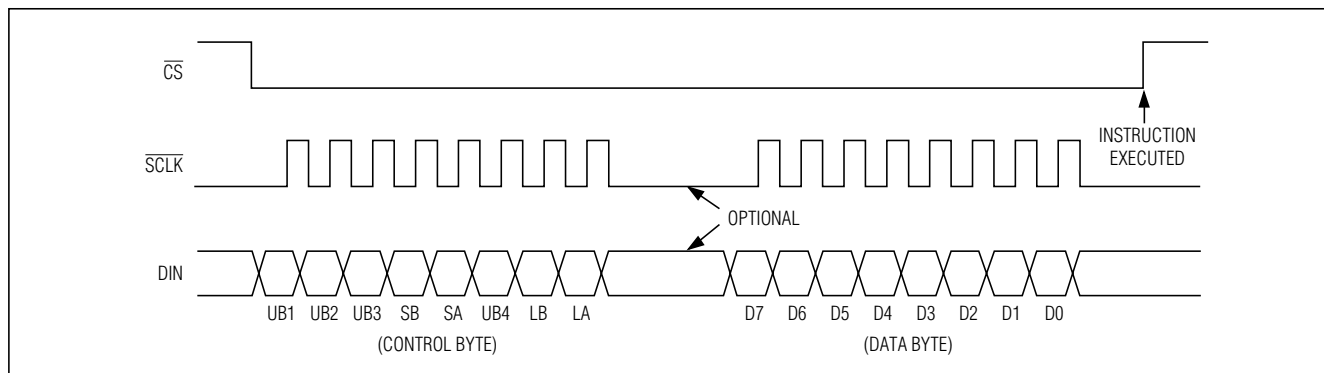 CS
INSTRUCTION
EXECUTED
SCLK
OPTIONAL
DIN
UB1 UB2 UB3 SB SA UB4 LB LA D7 D6 D5 D4 D3 D2 D1 D0
(CONTROL BYTE) (DATA BYTE)